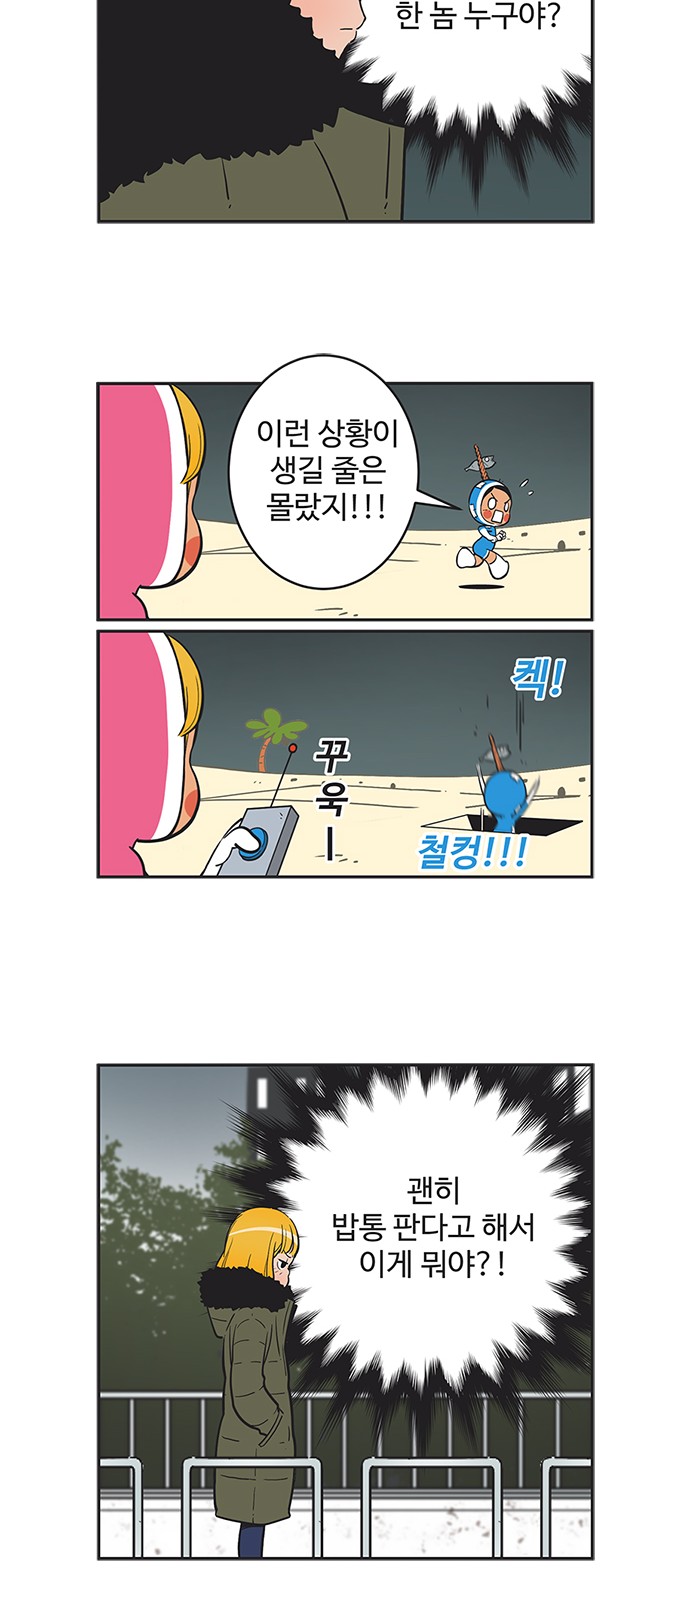 한 놈 누구야?
이런 상황이
생길 줄은
몰랐지!!!
켁!
꾸
욱
ㅡ
철컹!!!
괜히
밥통 판다고 해서
이게 뭐야?!